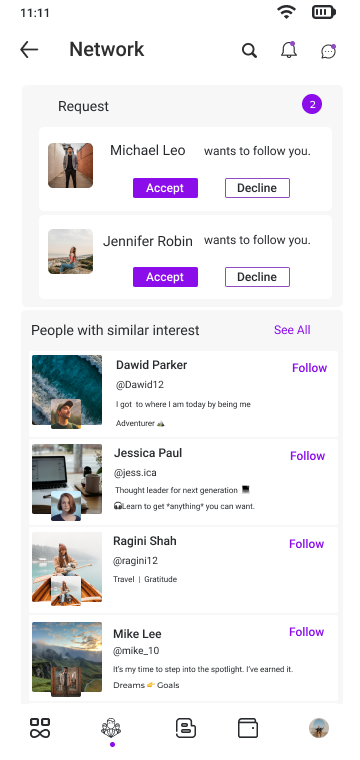 11:11
Network
Request
2
Michael Leo wants to follow you.
Accept Decline
Jennifer Robin wants to follow you.
Accept Decline
People with similar interest See All
Dawid Parker Follow
@Dawid12
I got to where I am today by being me
Adventurer 🏔️
Jessica Paul Follow
@jess.ica
Thought leader for next generation 💻
🎧Learn to get *anything* you can want.
Ragini Shah Follow
@ragini12
Travel | Gratitude
Mike Lee Follow
@mike_10
It's my time to step into the spotlight. I've earned it.
Dreams 👉 Goals